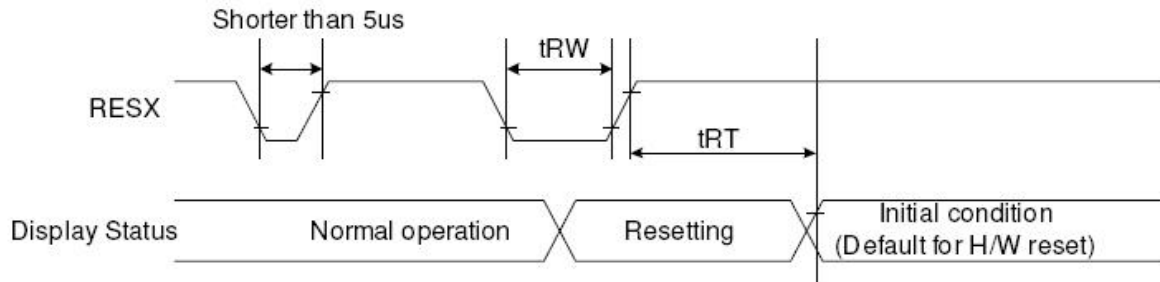 Shorter than 5us
tRW
RESX
tRT
Display Status
Normal operation
Resetting
Initial condition
(Default for H/W reset)